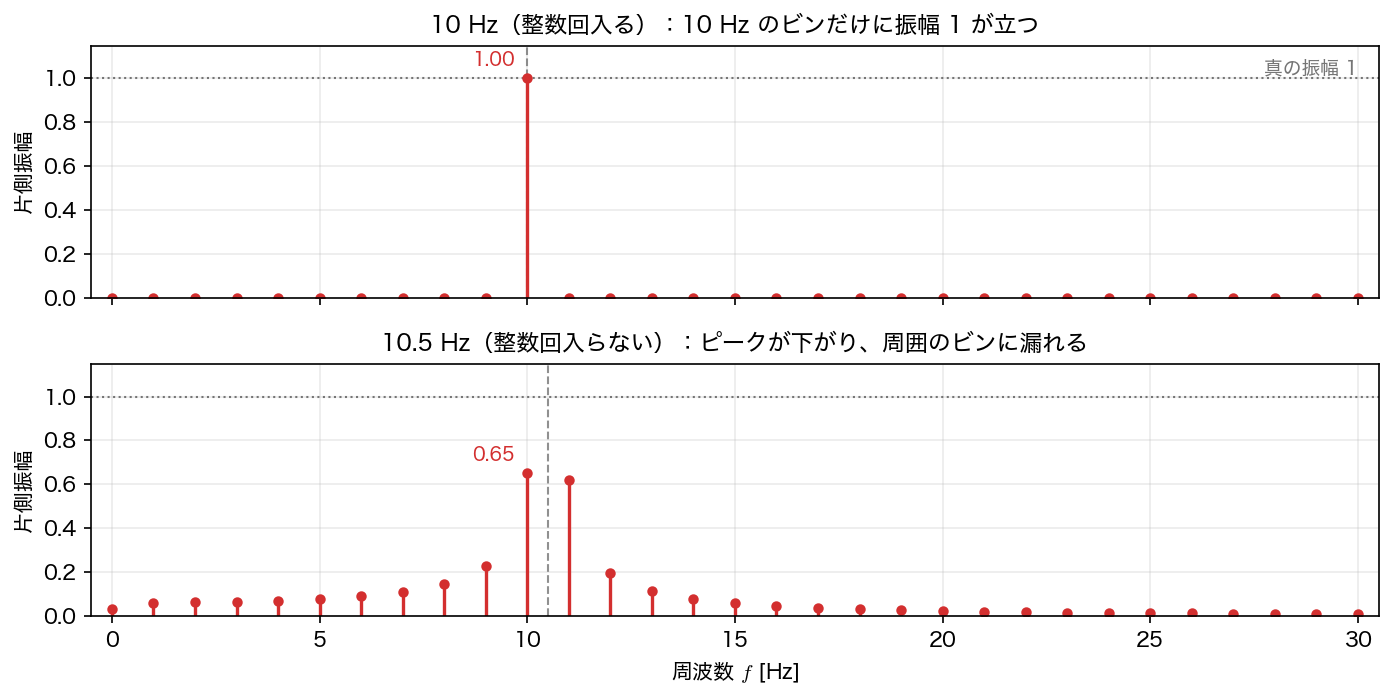 10 Hz（整数回入る）：10 Hz のビンだけに振幅 1 が立つ
片側振幅
1.0
0.8
0.6
0.4
0.2
0.0
1.00
真の振幅 1
10.5 Hz（整数回入らない）：ピークが下がり、周囲のビンに漏れる
片側振幅
1.0
0.8
0.6
0.4
0.2
0.0
0.65
0 5 10 15 20 25 30
周波数 f [Hz]